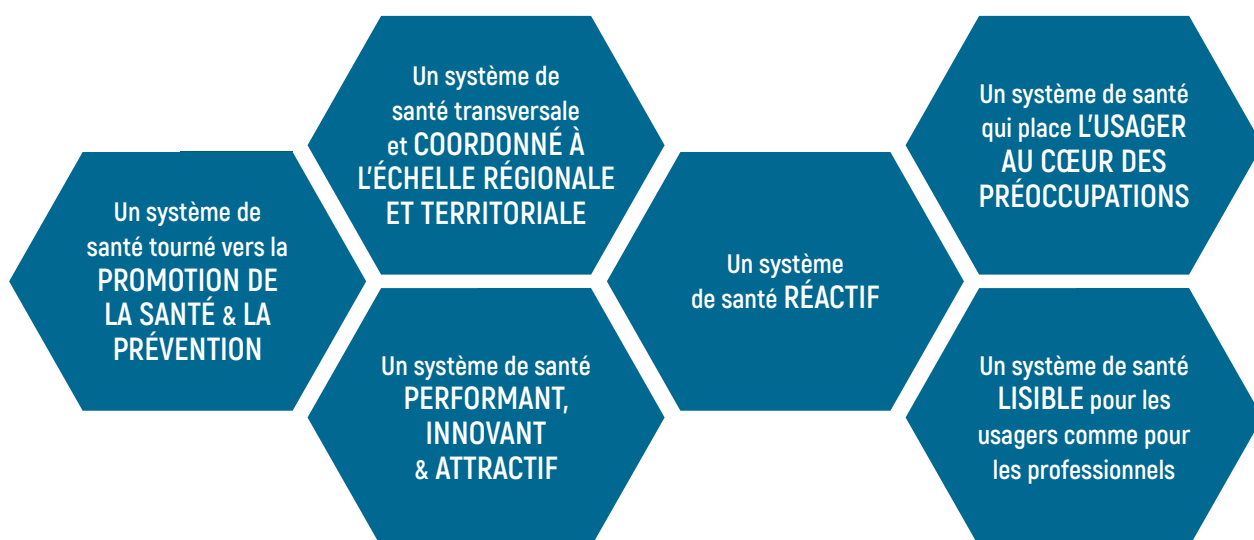 Un système de
santé tourné vers la
PROMOTION DE
LA SANTÉ & LA
PRÉVENTION
Un système de
santé transversale
et COORDONNÉ À
L'ÉCHELLE RÉGIONALE
ET TERRITORIALE
Un système de santé
PERFORMANT,
INNOVANT
& ATTRACTIF
Un système
de santé RÉACTIF
Un système de santé
qui place L'USAGER
AU CŒUR DES
PRÉOCCUPATIONS
Un système de santé
LISIBLE pour les
usagers comme pour
les professionnels